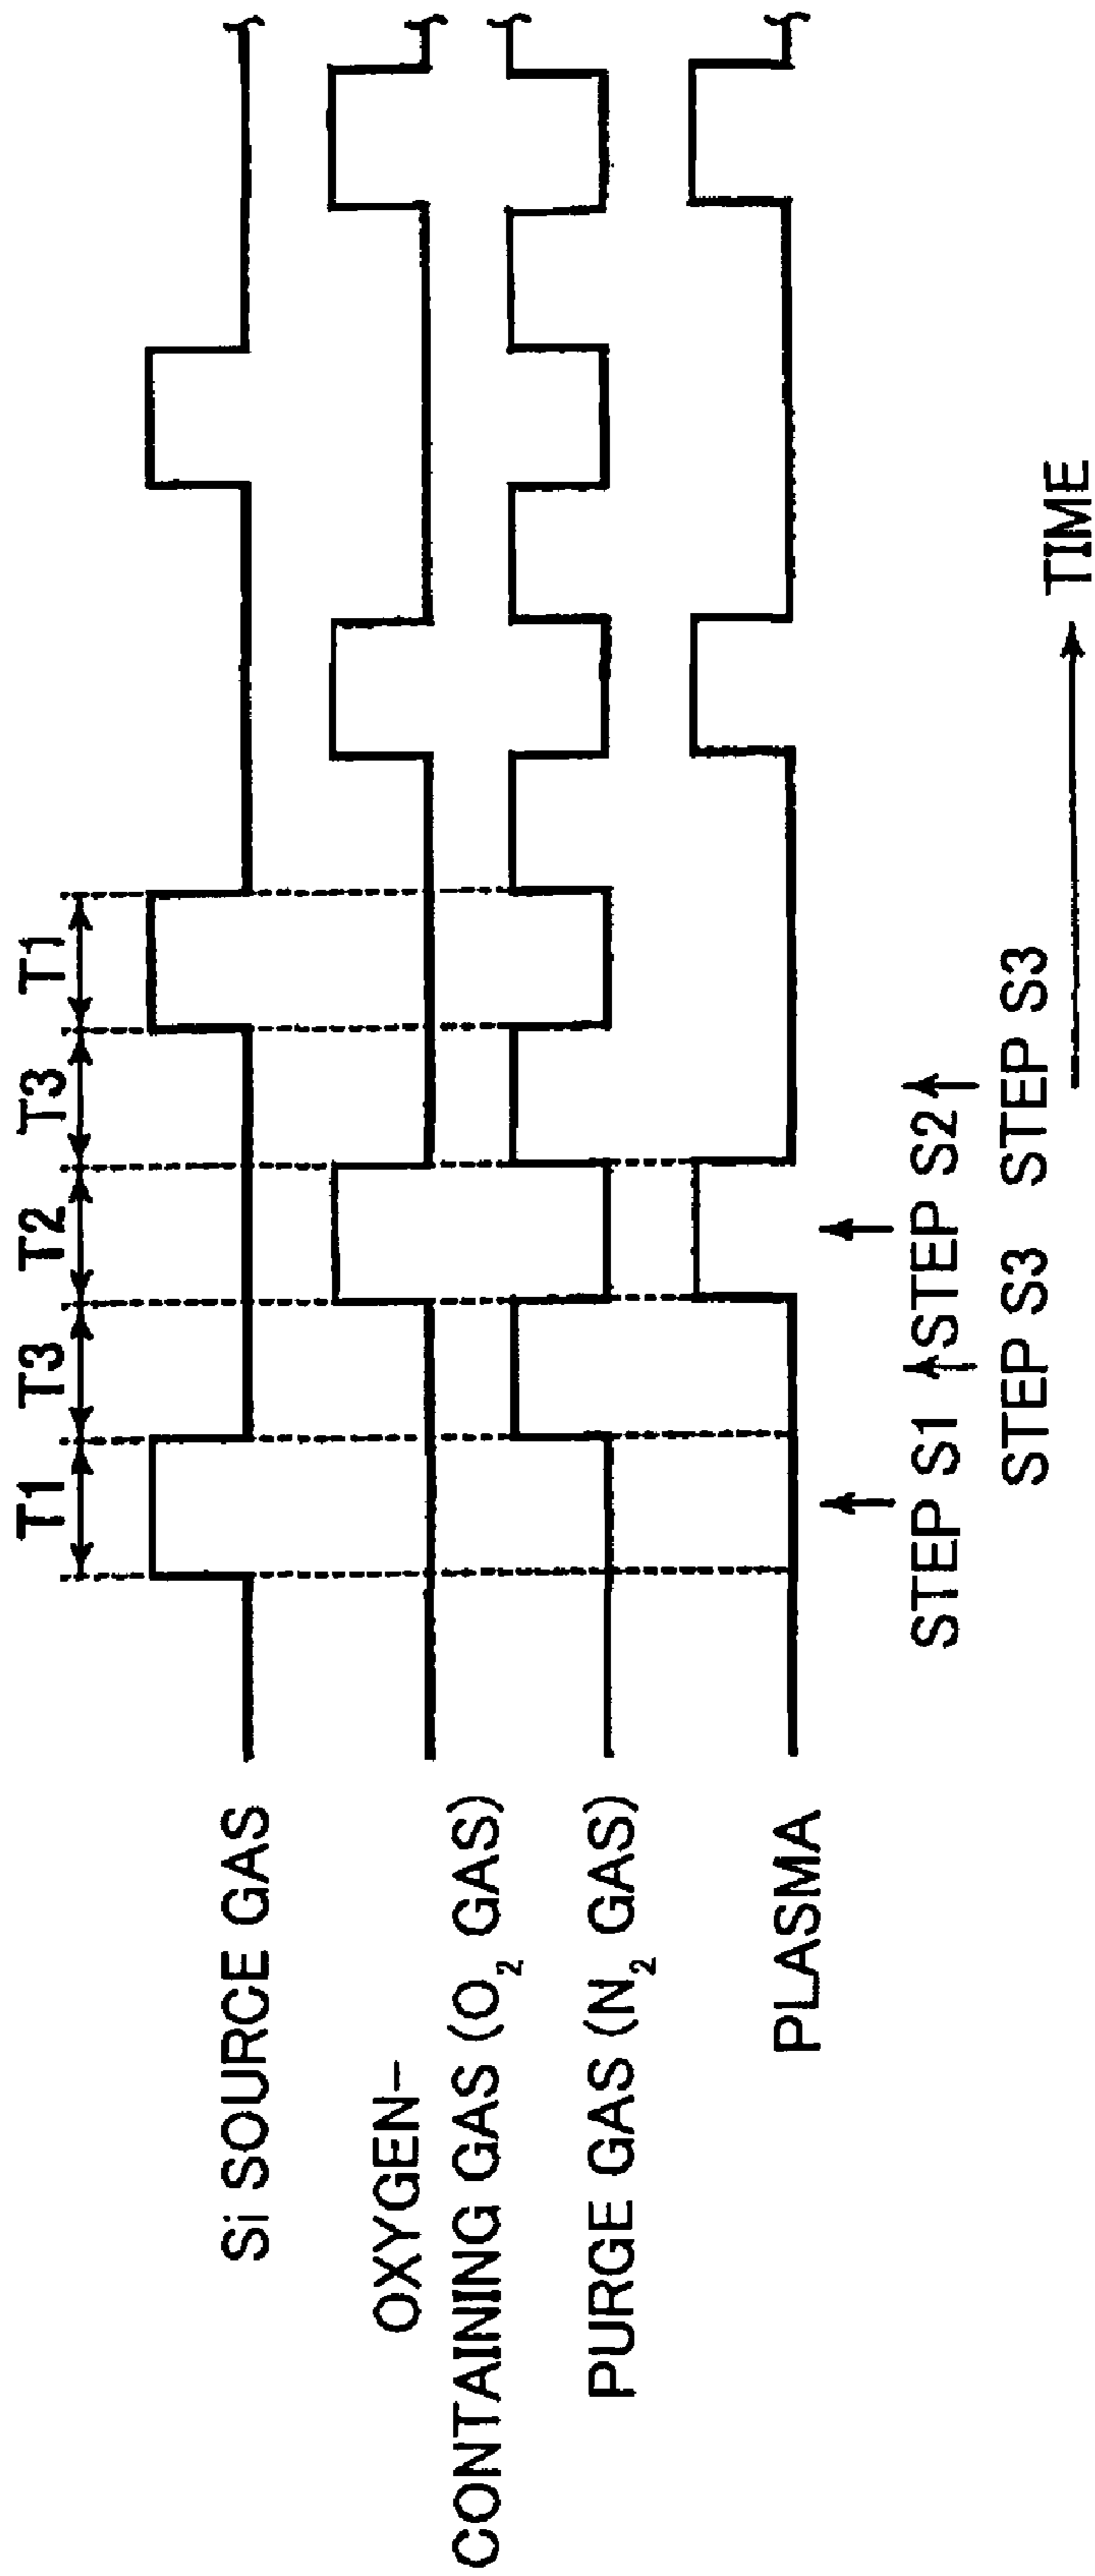 T1 T3 T2 T3 T1
Si SOURCE GAS
OXYGEN-
CONTAINING GAS (O2 GAS)
PURGE GAS (N2 GAS)
PLASMA
STEP S1 STEP S2
STEP S3 STEP S3
TIME